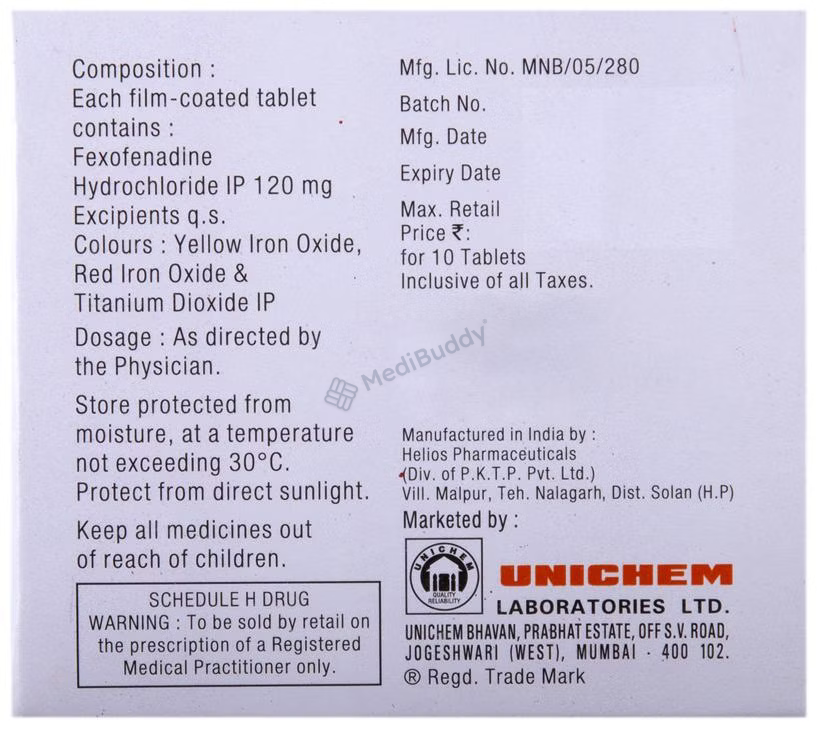 Composition :
Each film-coated tablet
contains :
Fexofenadine
Hydrochloride IP 120 mg
Excipients q.s.
Colours : Yellow Iron Oxide,
Red Iron Oxide &
Titanium Dioxide IP
Dosage : As directed by
the Physician.
Store protected from
moisture, at a temperature
not exceeding 30°C.
Protect from direct sunlight.
Keep all medicines out
of reach of children.
SCHEDULE H DRUG
WARNING : To be sold by retail on
the prescription of a Registered
Medical Practitioner only.
Mfg. Lic. No. MNB/05/280
Batch No.
Mfg. Date
Expiry Date
Max. Retail
Price ₹:
for 10 Tablets
Inclusive of all Taxes.
MediBuddy
Manufactured in India by :
Helios Pharmaceuticals
(Div. of P.K.T.P. Pvt. Ltd.)
Vill. Malpur, Teh. Nalagarh, Dist. Solan (H.P)
Marketed by :
UNICHEM
QUALITY
RELIABILITY
UNICHEM
LABORATORIES LTD.
UNICHEM BHAVAN, PRABHAT ESTATE, OFF S.V. ROAD,
JOGESHWARI (WEST), MUMBAI - 400 102.
® Regd. Trade Mark